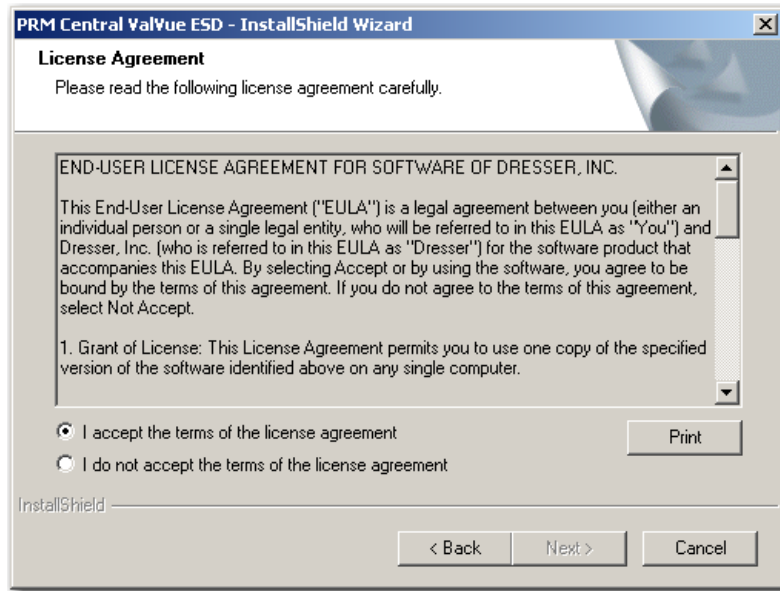 PRM Central ValVue ESD - InstallShield Wizard
License Agreement
Please read the following license agreement carefully.
END-USER LICENSE AGREEMENT FOR SOFTWARE OF DRESSER, INC.
This End-User License Agreement ("EULA") is a legal agreement between you (either an
individual person or a single legal entity, who will be referred to in this EULA as "You") and
Dresser, Inc. (who is referred to in this EULA as "Dresser") for the software product that
accompanies this EULA. By selecting Accept or by using the software, you agree to be
bound by the terms of this agreement. If you do not agree to the terms of this agreement,
select Not Accept.
1. Grant of License: This License Agreement permits you to use one copy of the specified
version of the software identified above on any single computer.
I accept the terms of the license agreement
Print
I do not accept the terms of the license agreement
InstallShield
< Back
Next >
Cancel